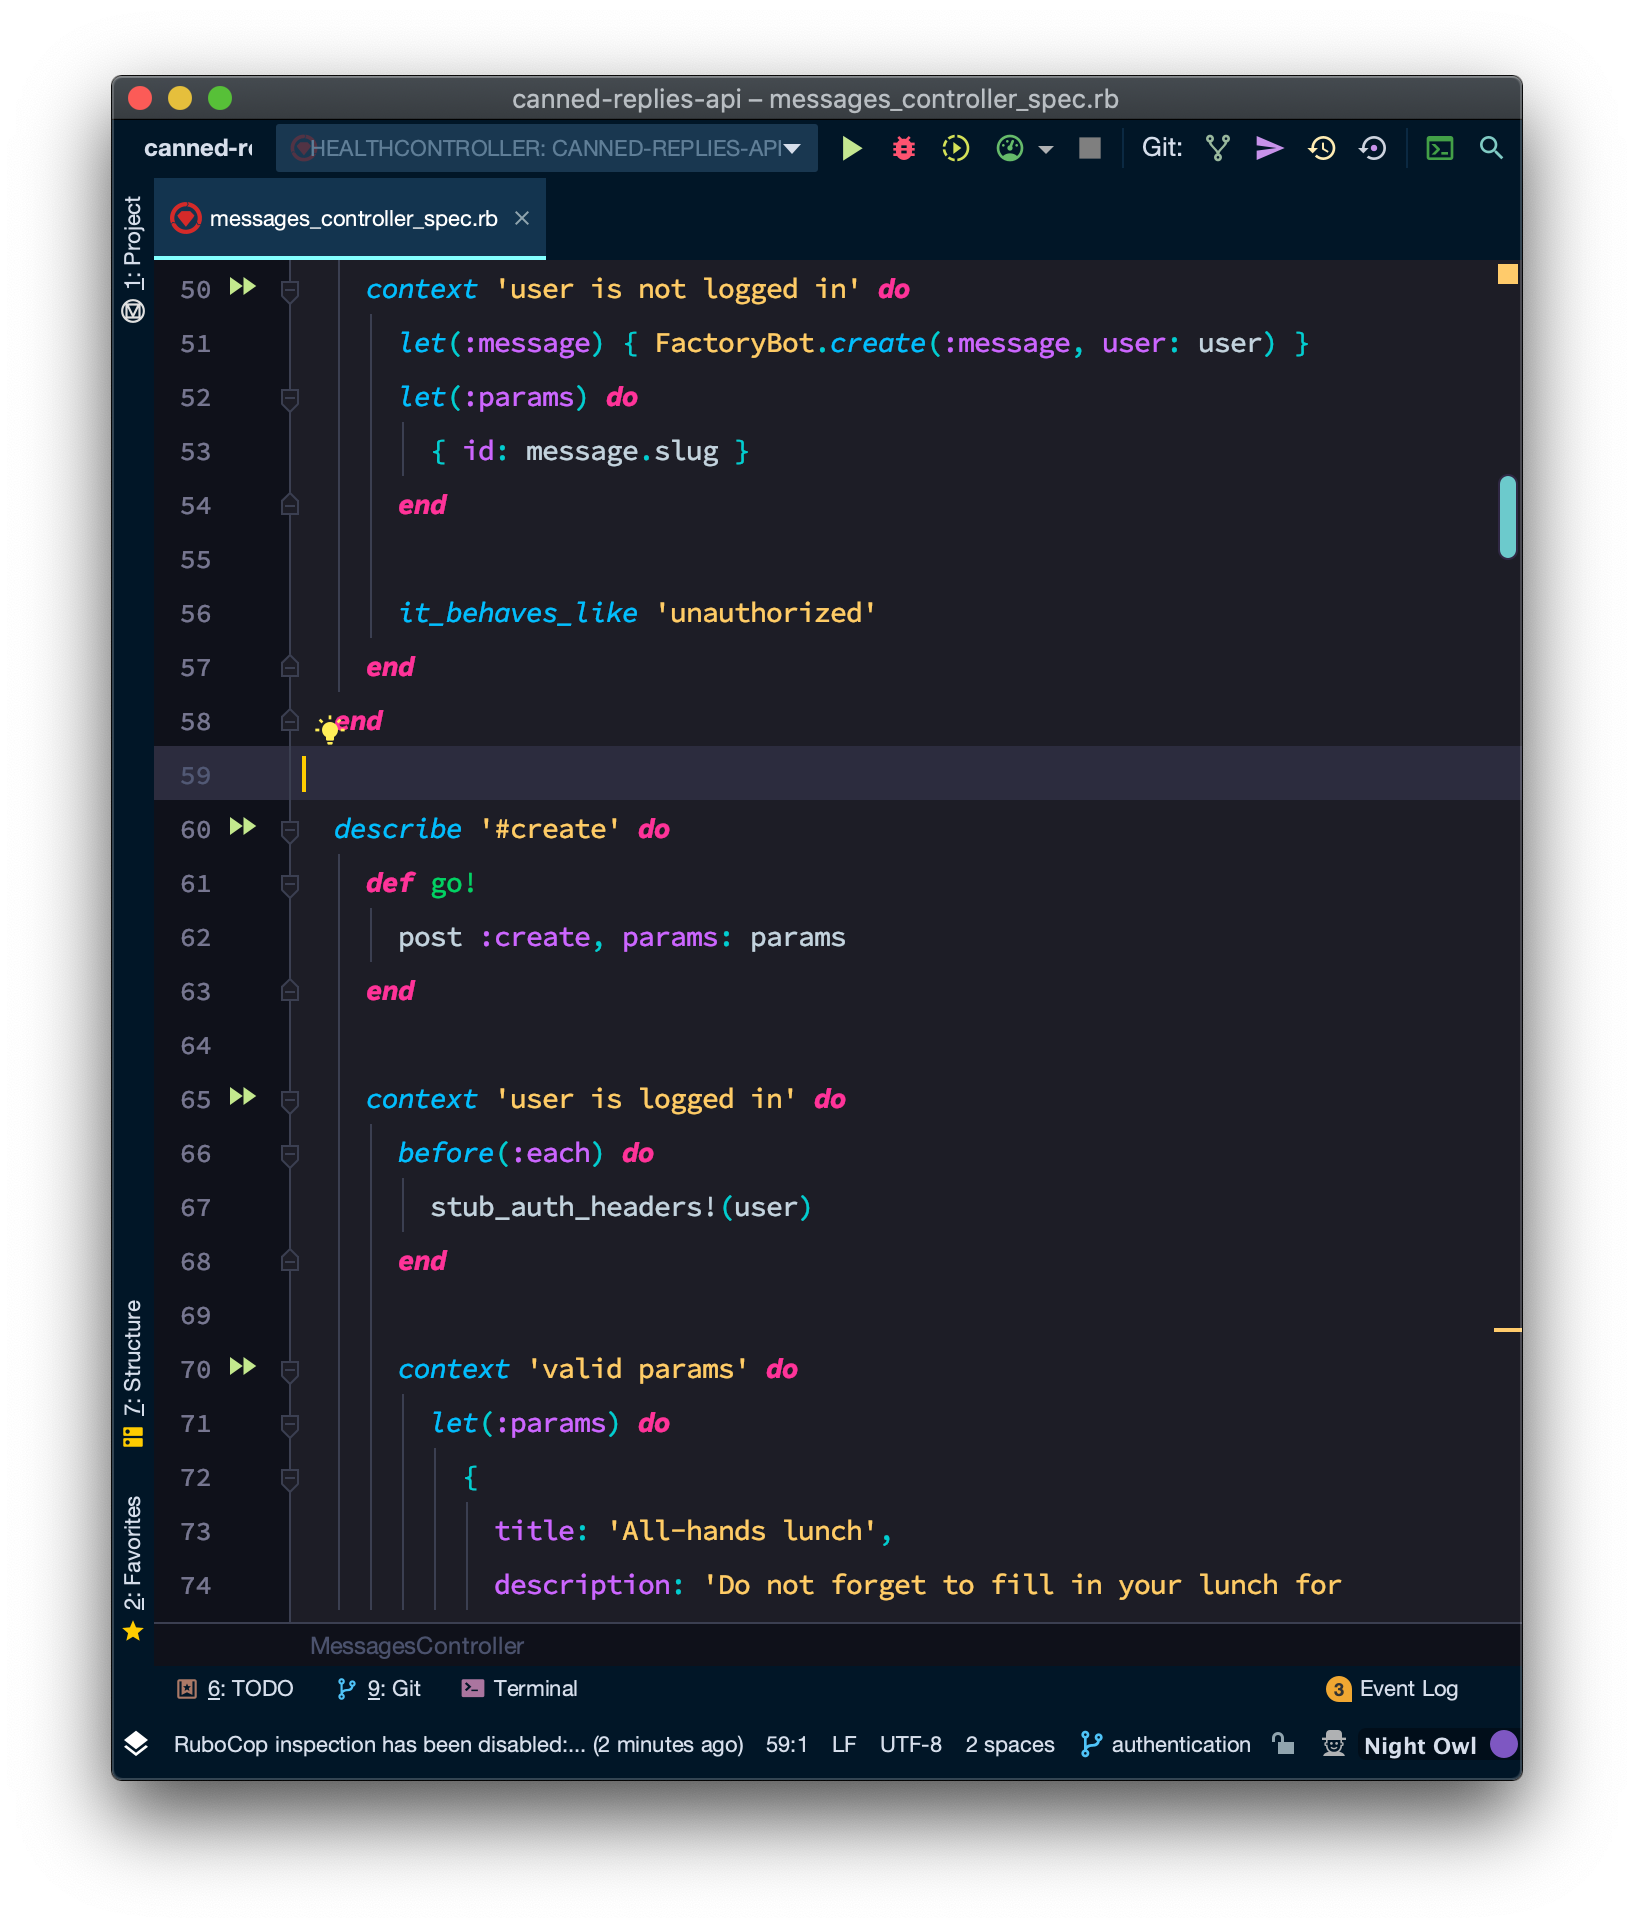 canned-replies-api – messages_controller_spec.rb
HEALTHCONTROLLER: CANNED-REPLIES-API
Git:
1: Project
messages_controller_spec.rb
50 context 'user is not logged in' do
51 let(:message) { FactoryBot.create(:message, user: user) }
52 let(:params) do
53 { id: message.slug }
54 end
55
56 it_behaves_like 'unauthorized'
57 end
58 end
59
60 describe '#create' do
61 def go!
62 post :create, params: params
63 end
64
65 context 'user is logged in' do
66 before(:each) do
67 stub_auth_headers!(user)
68 end
69
70 context 'valid params' do
71 let(:params) do
72 {
73 title: 'All-hands lunch',
74 description: 'Do not forget to fill in your lunch for
7: Structure
2: Favorites
MessagesController
6: TODO 9: Git Terminal 3 Event Log
RuboCop inspection has been disabled:... (2 minutes ago) 59:1 LF UTF-8 2 spaces authentication Night Owl